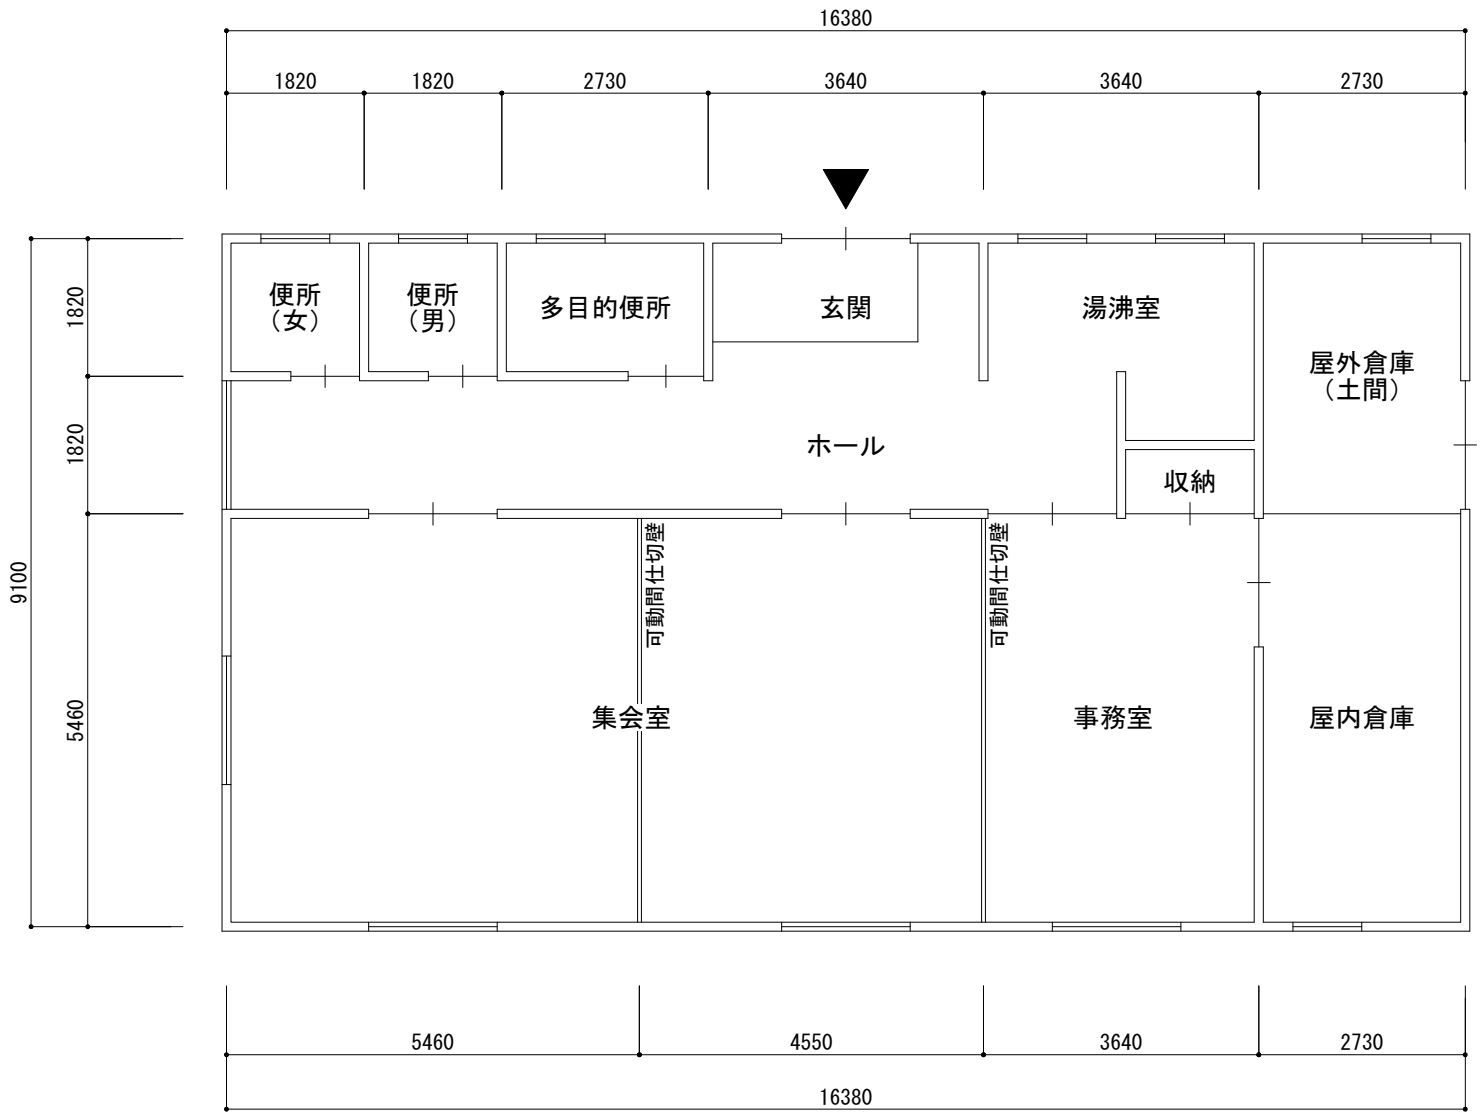 16380
1820
1820
2730
3640
3640
2730
1820
1820
5460
9100
便所
（女）
便所
（男）
多目的便所
玄関
湯沸室
屋外倉庫
（土間）
ホール
収納
可動間仕切壁
可動間仕切壁
集会室
事務室
屋内倉庫
5460
4550
3640
2730
16380